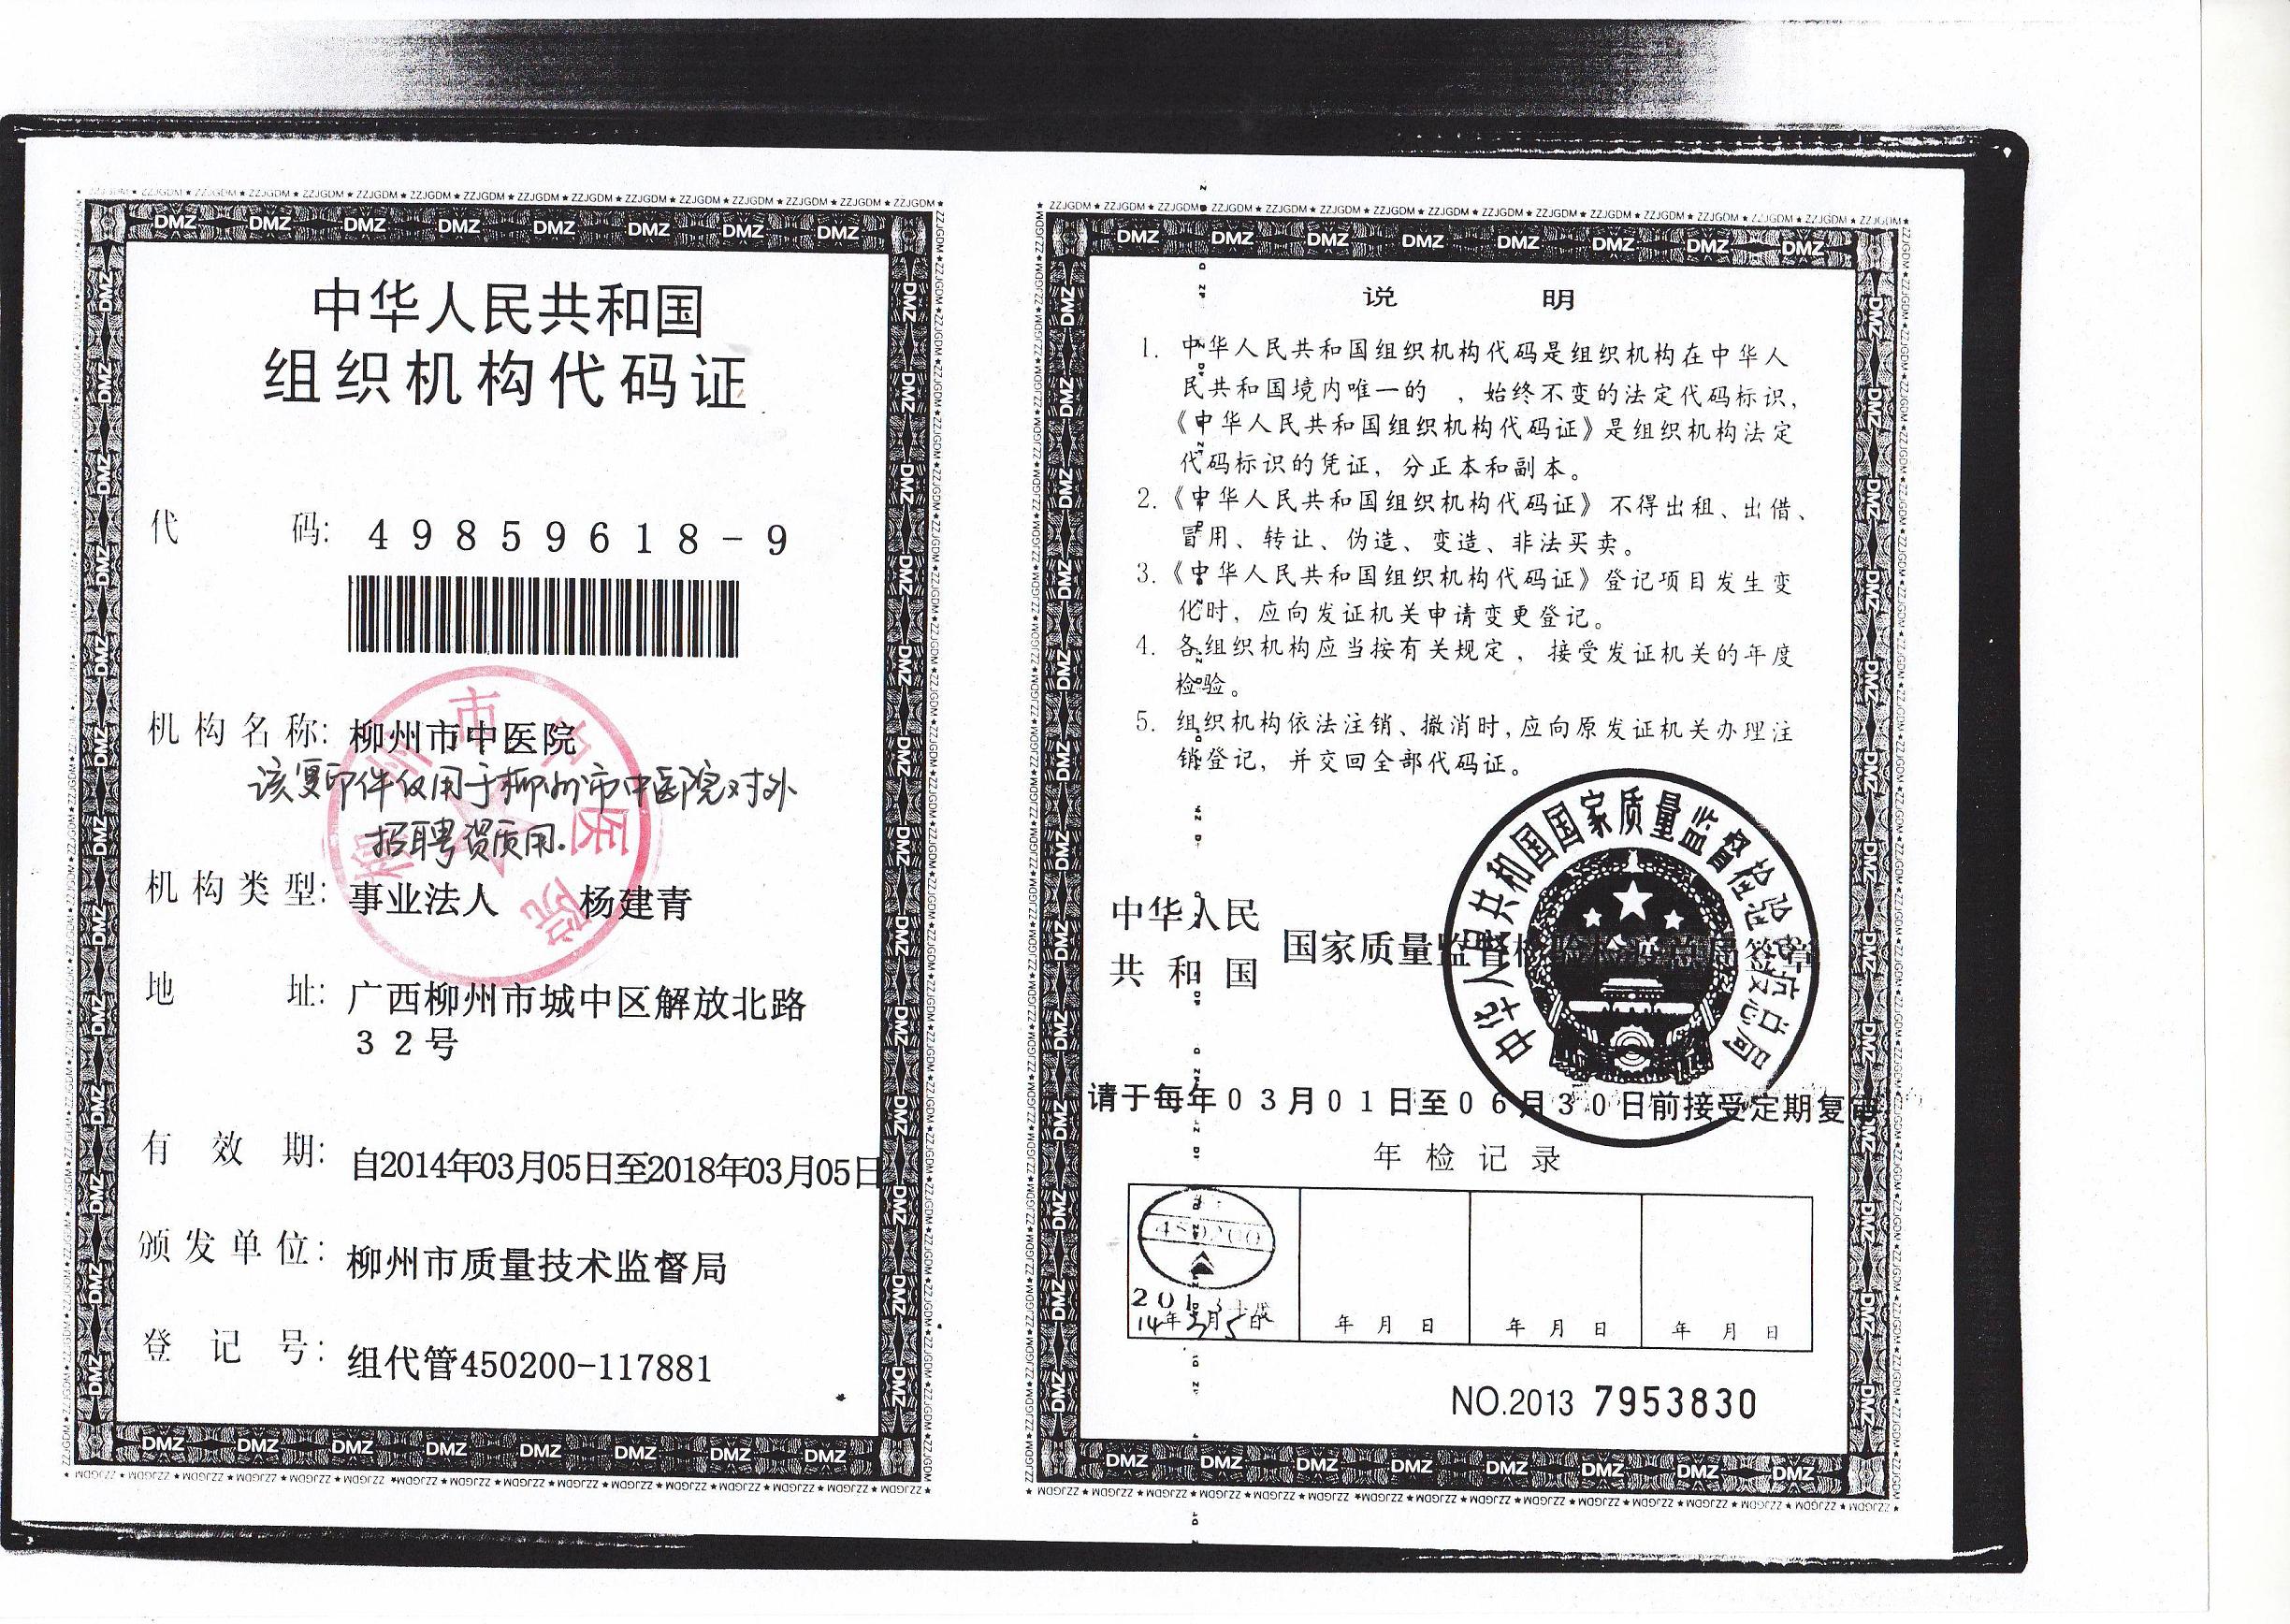 中华人民共和国
组织机构代码证
代 码: 49859618-9
机构名称: 柳州市中医院
该复印件仅用于柳州市中医院对外
招聘资质用.
机构类型: 事业法人 杨建青
地 址: 广西柳州市城中区解放北路
32号
有 效 期: 自2014年03月05日至2018年03月05日
颁发单位: 柳州市质量技术监督局
登 记 号: 组代管450200-117881
柳州市中医院
说 明
1. 中华人民共和国组织机构代码是组织机构在中华人
民共和国境内唯一的 ，始终不变的法定代码标识，
《中华人民共和国组织机构代码证》是组织机构法定
代码标识的凭证，分正本和副本。
2.《中华人民共和国组织机构代码证》不得出租、出借、
冒用、转让、伪造、变造、非法买卖。
3.《中华人民共和国组织机构代码证》登记项目发生变
化时，应向发证机关申请变更登记。
4. 各组织机构应当按有关规定，接受发证机关的年度
检验。
5. 组织机构依法注销、撤消时，应向原发证机关办理注
销登记，并交回全部代码证。
中华人民
共和国 国家质量监督检验检疫总局签章
中华人民共和国国家质量监督检验检疫总局
请于每年03月01日至06月30日前接受定期复审
年检记录
450200
14年3月5日
年 月 日
年 月 日
年 月 日
NO.2013 7953830
DMZ
ZZJGDM